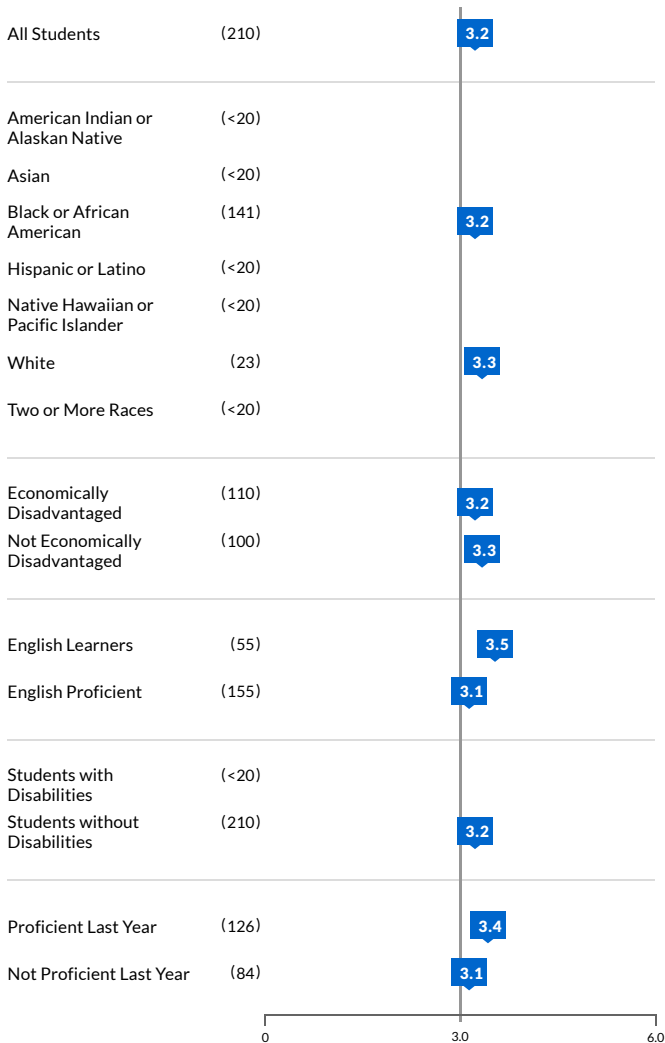 All Students (210) 3.2
American Indian or (<20)
Alaskan Native
Asian (<20)
Black or African (141) 3.2
American
Hispanic or Latino (<20)
Native Hawaiian or (<20)
Pacific Islander
White (23) 3.3
Two or More Races (<20)
Economically (110) 3.2
Disadvantaged
Not Economically (100) 3.3
Disadvantaged
English Learners (55) 3.5
English Proficient (155) 3.1
Students with (<20)
Disabilities
Students without (210) 3.2
Disabilities
Proficient Last Year (126) 3.4
Not Proficient Last Year (84) 3.1
0 3.0 6.0